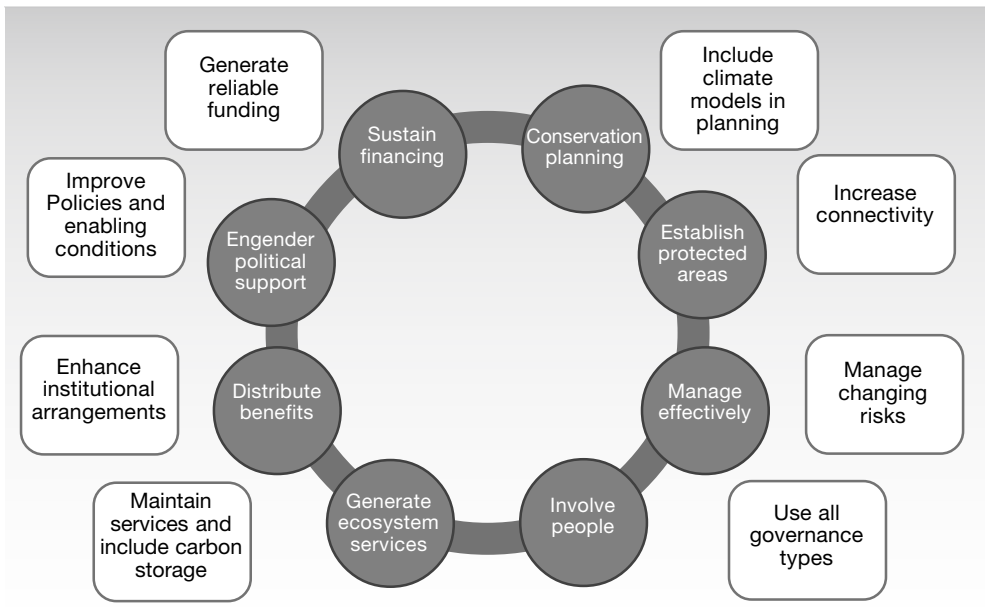 Generate
reliable
funding
Include
climate
models in
planning
Sustain
financing
Conservation
planning
Improve
Policies and
enabling
conditions
Increase
connectivity
Engender
political
support
Establish
protected
areas
Enhance
institutional
arrangements
Distribute
benefits
Manage
effectively
Manage
changing
risks
Maintain
services and
include carbon
storage
Generate
ecosystem
services
Involve
people
Use all
governance
types